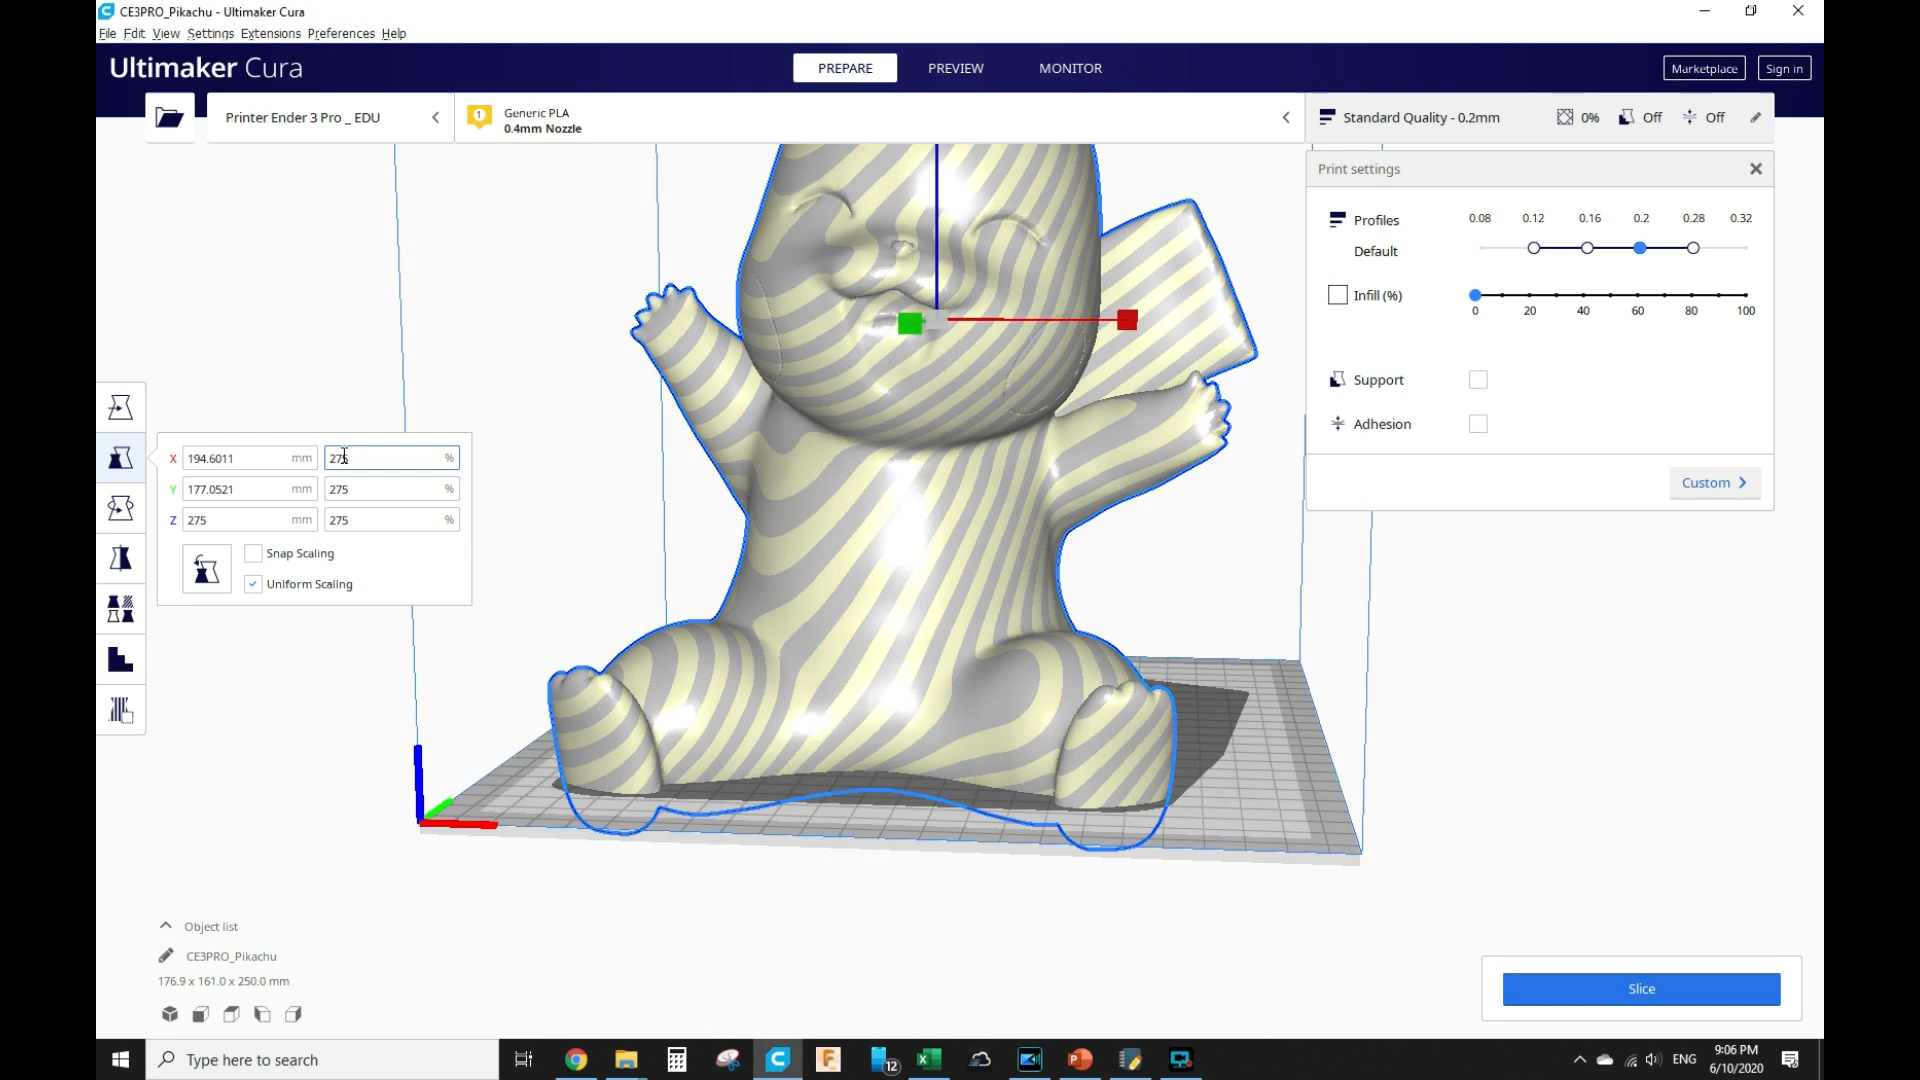 CE3PRO_Pikachu - Ultimaker Cura
File Edit View Settings Extensions Preferences Help
Ultimaker Cura
PREPARE
PREVIEW
MONITOR
Marketplace
Sign in
Printer Ender 3 Pro _ EDU
1
Generic PLA
0.4mm Nozzle
Standard Quality - 0.2mm
0%
Off
Off
Print settings
Profiles
0.08 0.12 0.16 0.2 0.28 0.32
Default
Infill (%)
0 20 40 60 80 100
Support
Adhesion
Custom
X 194.6011 mm 275 %
Y 177.0521 mm 275 %
Z 275 mm 275 %
Snap Scaling
Uniform Scaling
Object list
CE3PRO_Pikachu
176.9 x 161.0 x 250.0 mm
Slice
Type here to search
12
ENG
9:06 PM
6/10/2020